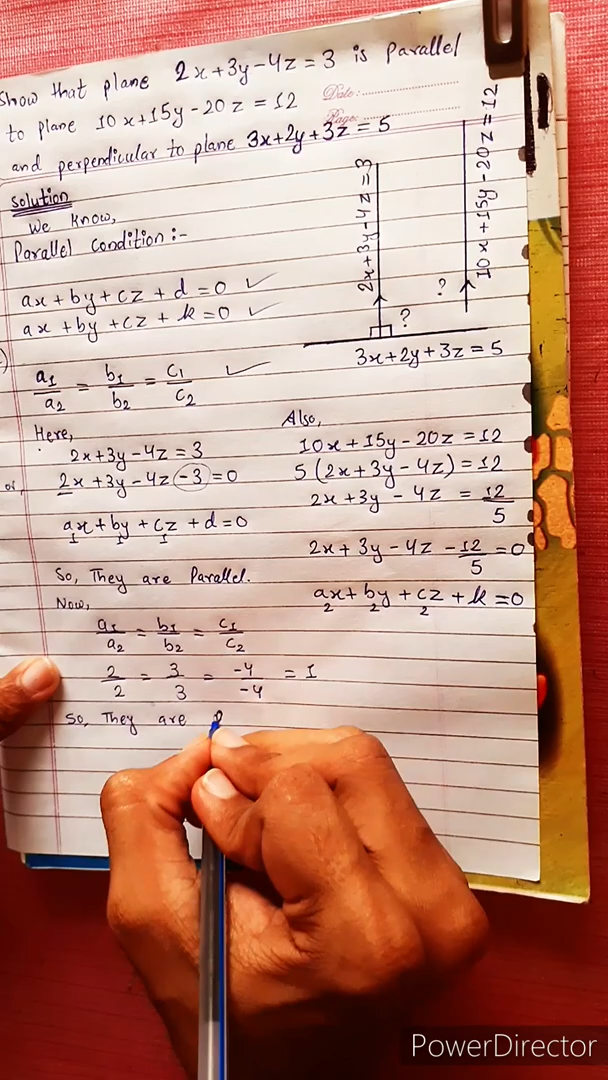 Show that plane 2x+3y-4z=3 is Parallel
to plane 10x+15y-20z=12
Date:
Page:
and perpendicular to plane 3x+2y+3z=5
solution
We Know,
Parallel condition:-
ax+by+cz+d=0 ✓
ax+by+cz+k=0 ✓
a1/a2 = b1/b2 = c1/c2 ✓
2x+3y-4z=3
10x+15y-20z=12
?
?
3x+2y+3z=5
Here,
2x+3y-4z=3
or, 2x+3y-4z-3=0
a1x+b1y+c1z+d=0
So, They are Parallel.
Also,
10x+15y-20z=12
5(2x+3y-4z)=12
2x+3y-4z=12/5
2x+3y-4z-12/5=0
a2x+b2y+c2z+k=0
Now,
a1/a2 = b1/b2 = c1/c2
2/2 = 3/3 = -4/-4 = 1
So, They are
PowerDirector